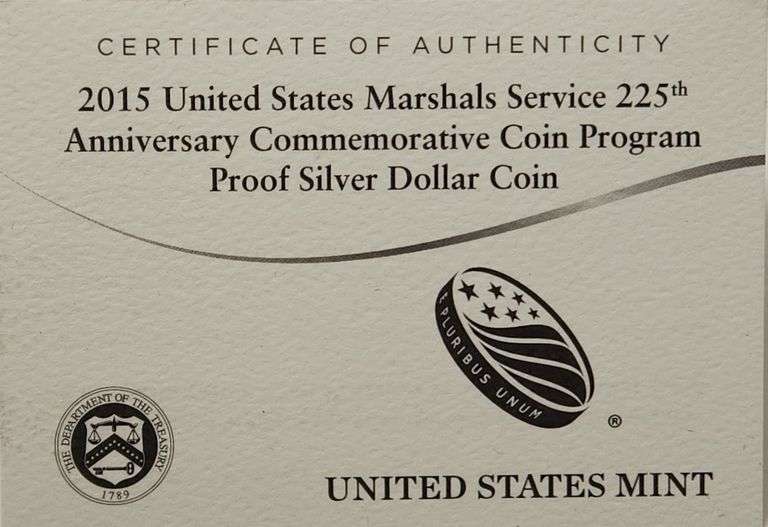 CERTIFICATE OF AUTHENTICITY
2015 United States Marshals Service 225th
Anniversary Commemorative Coin Program
Proof Silver Dollar Coin
E PLURIBUS UNUM
®
THE DEPARTMENT OF THE TREASURY
1789
UNITED STATES MINT